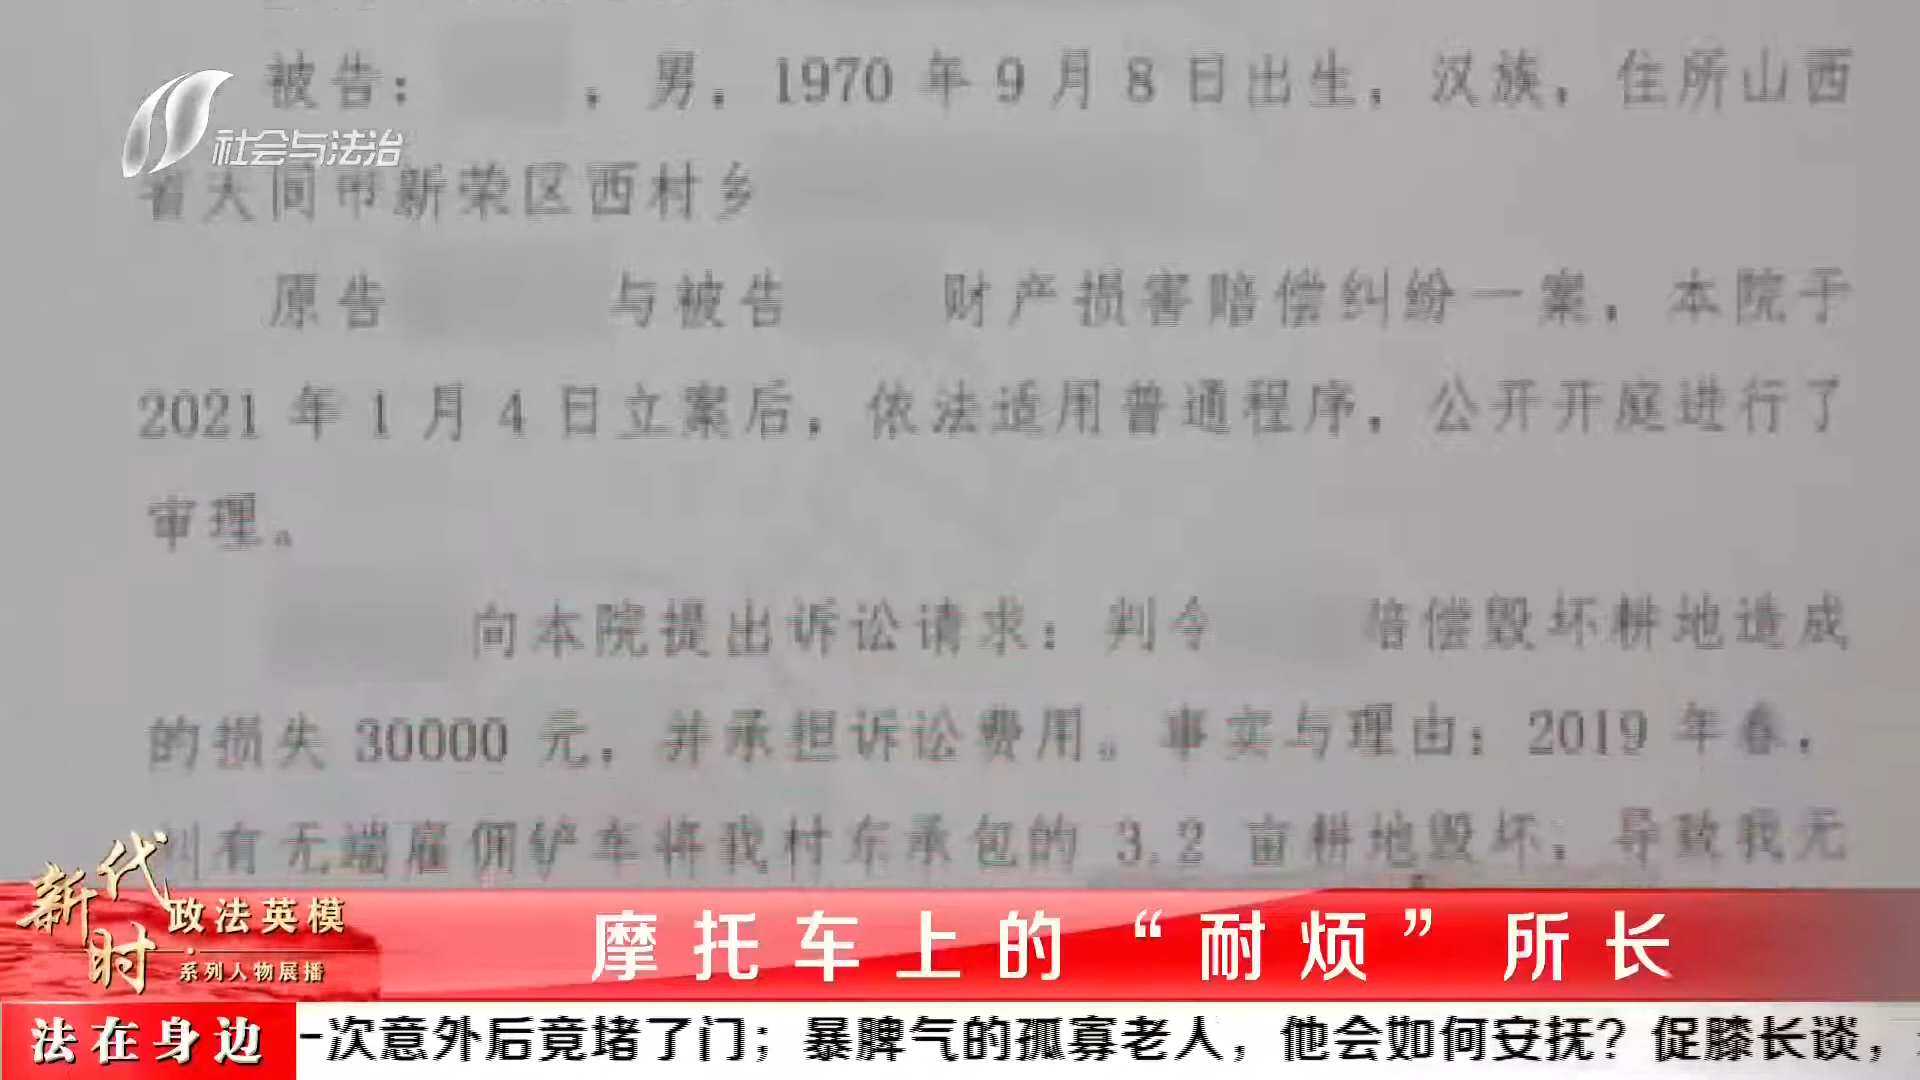 被告： ，男，1970年9月8日出生，汉族，住所山西
社会与法治
省大同市新荣区西村乡
原告 与被告 财产损害赔偿纠纷一案，本院于
2021年1月4日立案后，依法适用普通程序，公开开庭进行了
审理。
向本院提出诉讼请求：判令 赔偿毁坏耕地造成
的损失30000元，并承担诉讼费用。事实与理由：2019年春，
有无端雇佣铲车将我村东承包的3.2亩耕地毁坏，导致我无
新时代
政法英模
系列人物展播
摩托车上的“耐烦”所长
法在身边
一次意外后竟堵了门；暴脾气的孤寡老人，他会如何安抚？促膝长谈，